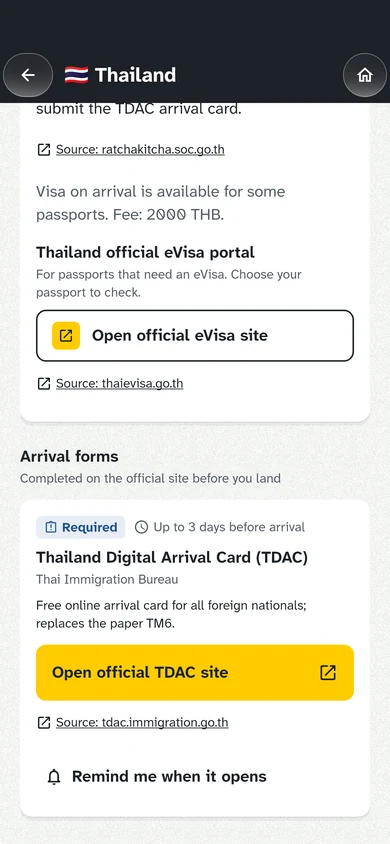 🇹🇭 Thailand
submit the TDAC arrival card.
Source: ratchakitcha.soc.go.th
Visa on arrival is available for some
passports. Fee: 2000 THB.
Thailand official eVisa portal
For passports that need an eVisa. Choose your
passport to check.
Open official eVisa site
Source: thaievisa.go.th
Arrival forms
Completed on the official site before you land
Required Up to 3 days before arrival
Thailand Digital Arrival Card (TDAC)
Thai Immigration Bureau
Free online arrival card for all foreign nationals;
replaces the paper TM6.
Open official TDAC site
Source: tdac.immigration.go.th
Remind me when it opens